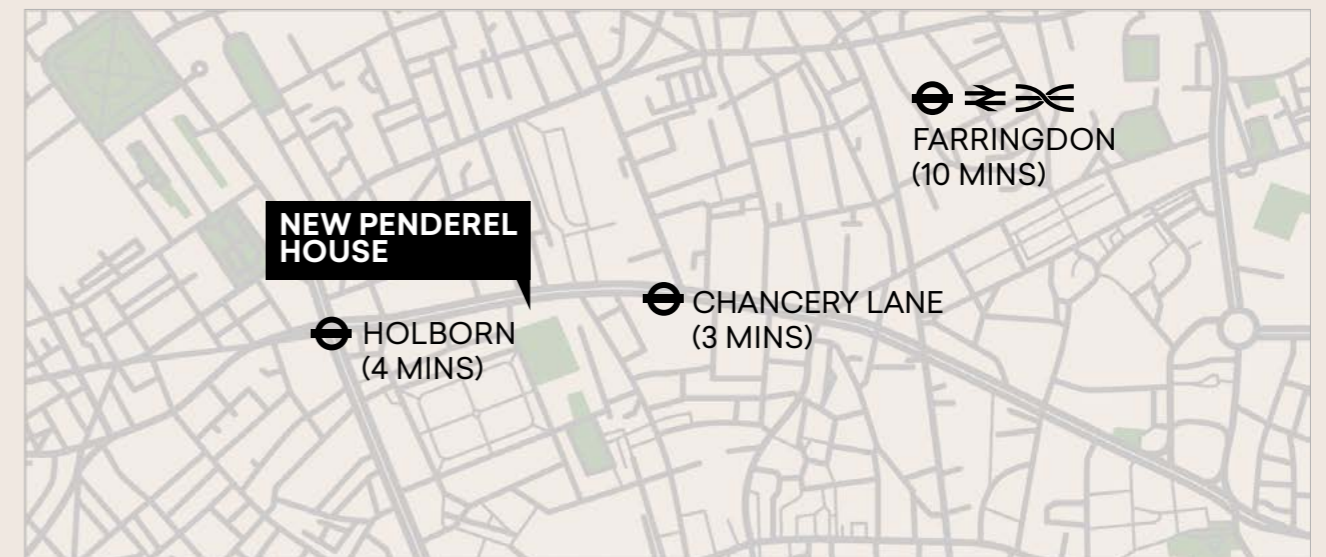 FARRINGDON
(10 MINS)
NEW PENDEREL
HOUSE
CHANCERY LANE
(3 MINS)
HOLBORN
(4 MINS)